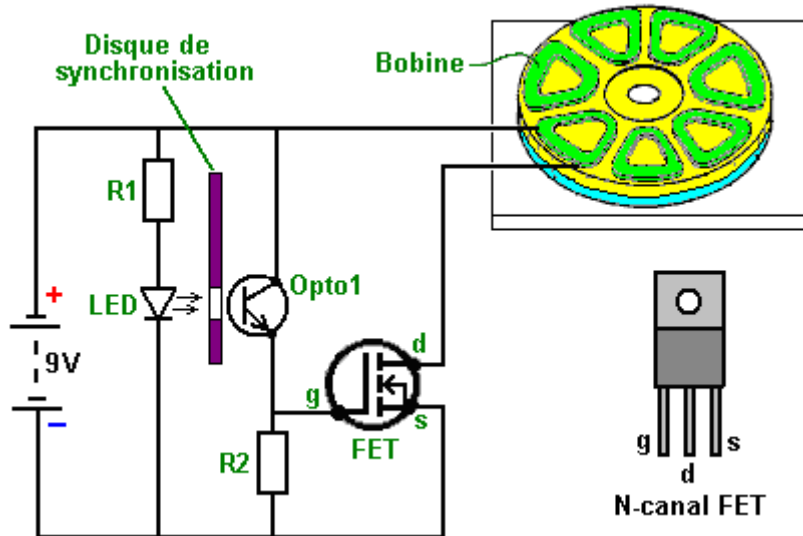 Disque de
synchronisation
Bobine
R1
LED
Opto1
+
9V
–
d
g
s
FET
R2
g
d
s
N-canal FET